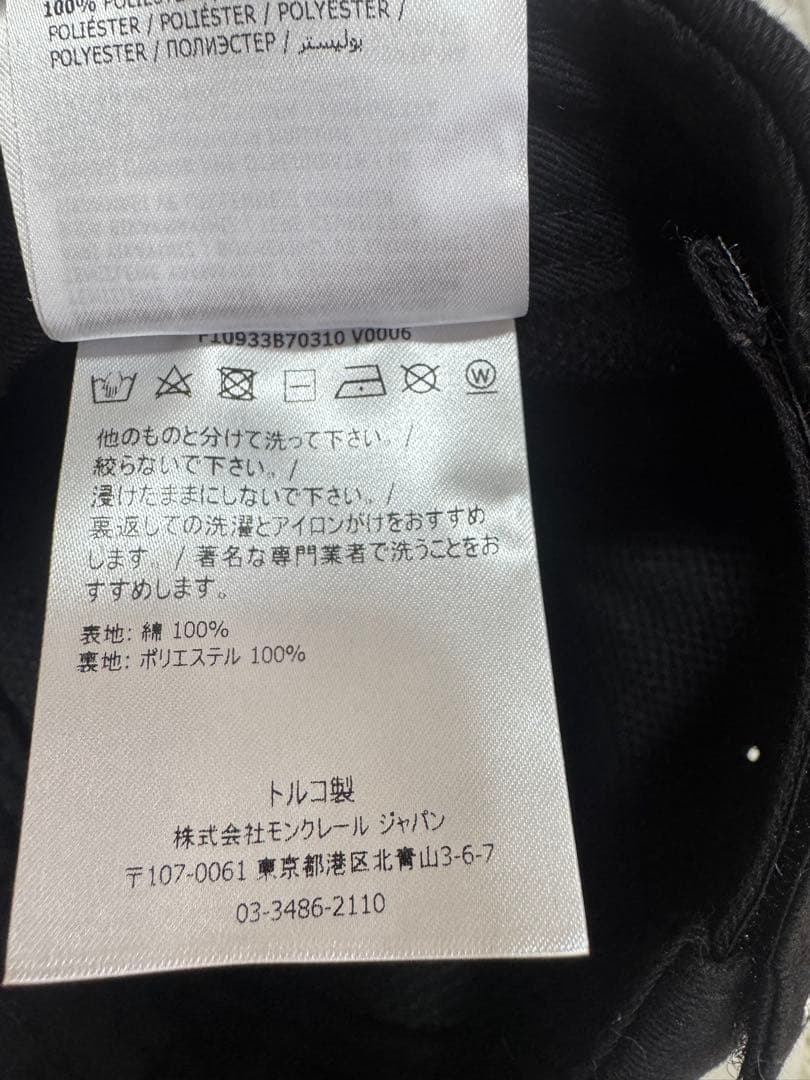 100% POLIÉSTER
POLIÉSTER / POLIÉSTER / POLYESTER /
POLYESTER / ПОЛИЭСТЕР / بوليستر
F10933B70310 V0006
W
他のものと分けて洗って下さい。/
絞らないで下さい。/
浸けたままにしないで下さい。/
裏返しての洗濯とアイロンがけをおすすめ
します。/ 著名な専門業者で洗うことをお
すすめします。
表地: 綿 100%
裏地: ポリエステル 100%
トルコ製
株式会社モンクレール ジャパン
〒107-0061 東京都港区北青山3-6-7
03-3486-2110